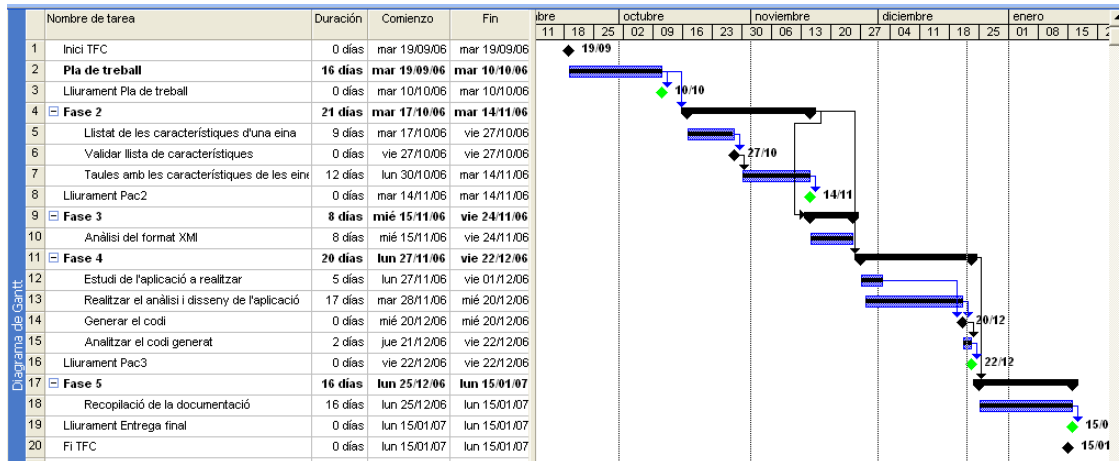 Nombre de tarea Duración Comienzo Fin
bre octubre noviembre diciembre enero
11 18 25 02 09 16 23 30 06 13 20 27 04 11 18 25 01 08 15
1 Inici TFC 0 días mar 19/09/06 mar 19/09/06 19/09
2 Pla de treball 16 días mar 19/09/06 mar 10/10/06
3 Lliurament Pla de treball 0 días mar 10/10/06 mar 10/10/06 10/10
4 Fase 2 21 días mar 17/10/06 mar 14/11/06
5 Llistat de les característiques d'una eina 9 días mar 17/10/06 vie 27/10/06
6 Validar llista de característiques 0 días vie 27/10/06 vie 27/10/06 27/10
7 Taules amb les característiques de les eine 12 días lun 30/10/06 mar 14/11/06
8 Lliurament Pac2 0 días mar 14/11/06 mar 14/11/06 14/11
9 Fase 3 8 días mié 15/11/06 vie 24/11/06
10 Anàlisi del format XMI 8 días mié 15/11/06 vie 24/11/06
11 Fase 4 20 días lun 27/11/06 vie 22/12/06
12 Estudi de l'aplicació a realitzar 5 días lun 27/11/06 vie 01/12/06
13 Realitzar el anàlisi i disseny de l'aplicació 17 días mar 28/11/06 mié 20/12/06
14 Generar el codi 0 días mié 20/12/06 mié 20/12/06 20/12
15 Analitzar el codi generat 2 días jue 21/12/06 vie 22/12/06
16 Lliurament Pac3 0 días vie 22/12/06 vie 22/12/06 22/12
17 Fase 5 16 días lun 25/12/06 lun 15/01/07
18 Recopilació de la documentació 16 días lun 25/12/06 lun 15/01/07
19 Lliurament Entrega final 0 días lun 15/01/07 lun 15/01/07 15/0
20 Fi TFC 0 días lun 15/01/07 lun 15/01/07 15/01
Diagrama de Gantt